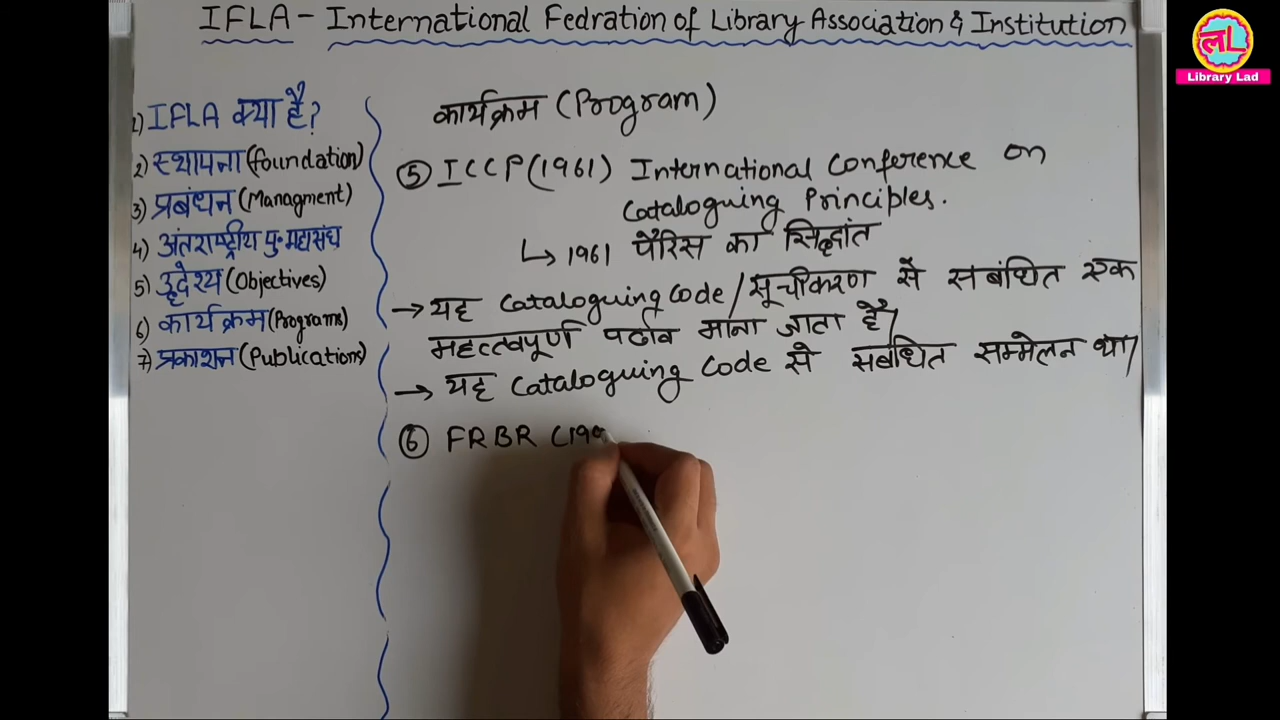 IFLA - International Fedration of Library Association & Institution
ल
Library Lad
1) IFLA क्या है?
2) स्थापना (foundation)
3) प्रबंधन (Managment)
4) अंतराष्ट्रीय पु॰ महासंघ
5) उद्देश्य (Objectives)
6) कार्यक्रम (Programs)
7) प्रकाशन (Publications)
कार्यक्रम (Program)
⑤ ICCP (1961) International Conference on
Cataloguing Principles.
↳ 1961 पैरिस का सिद्धांत
→ यह Cataloguing Code/सूचीकरण से सबंधित एक
महत्त्वपूर्ण पढाव माना जाता है/
→ यह Cataloguing Code से सबंधित सम्मेलन था/
⑥ FRBR (199